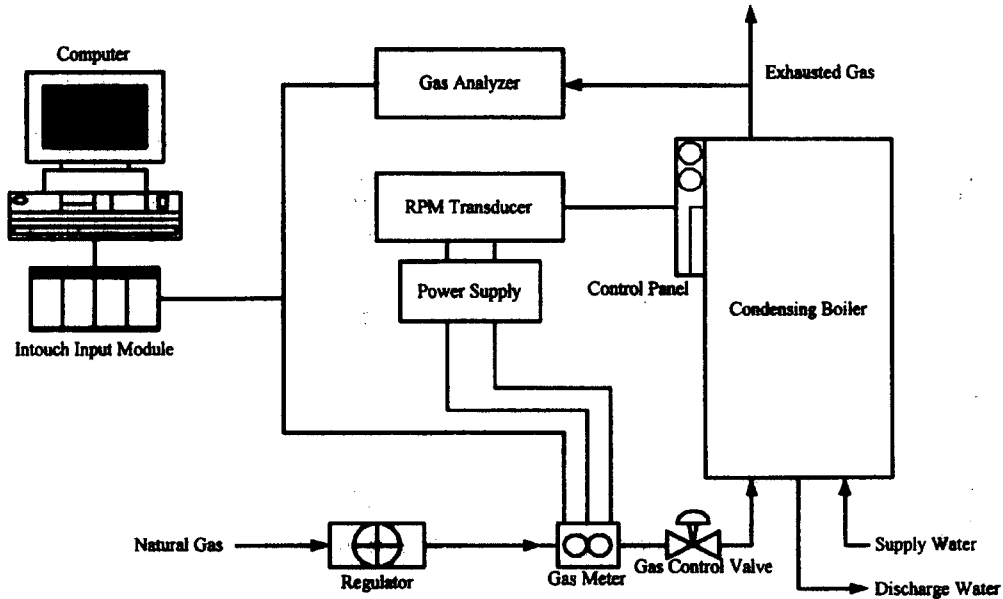 Computer
Gas Analyzer
Exhausted Gas
RPM Transducer
Control Panel
Power Supply
Condensing Boiler
Intouch Input Module
Natural Gas
Regulator
Gas Meter
Gas Control Valve
Supply Water
Discharge Water